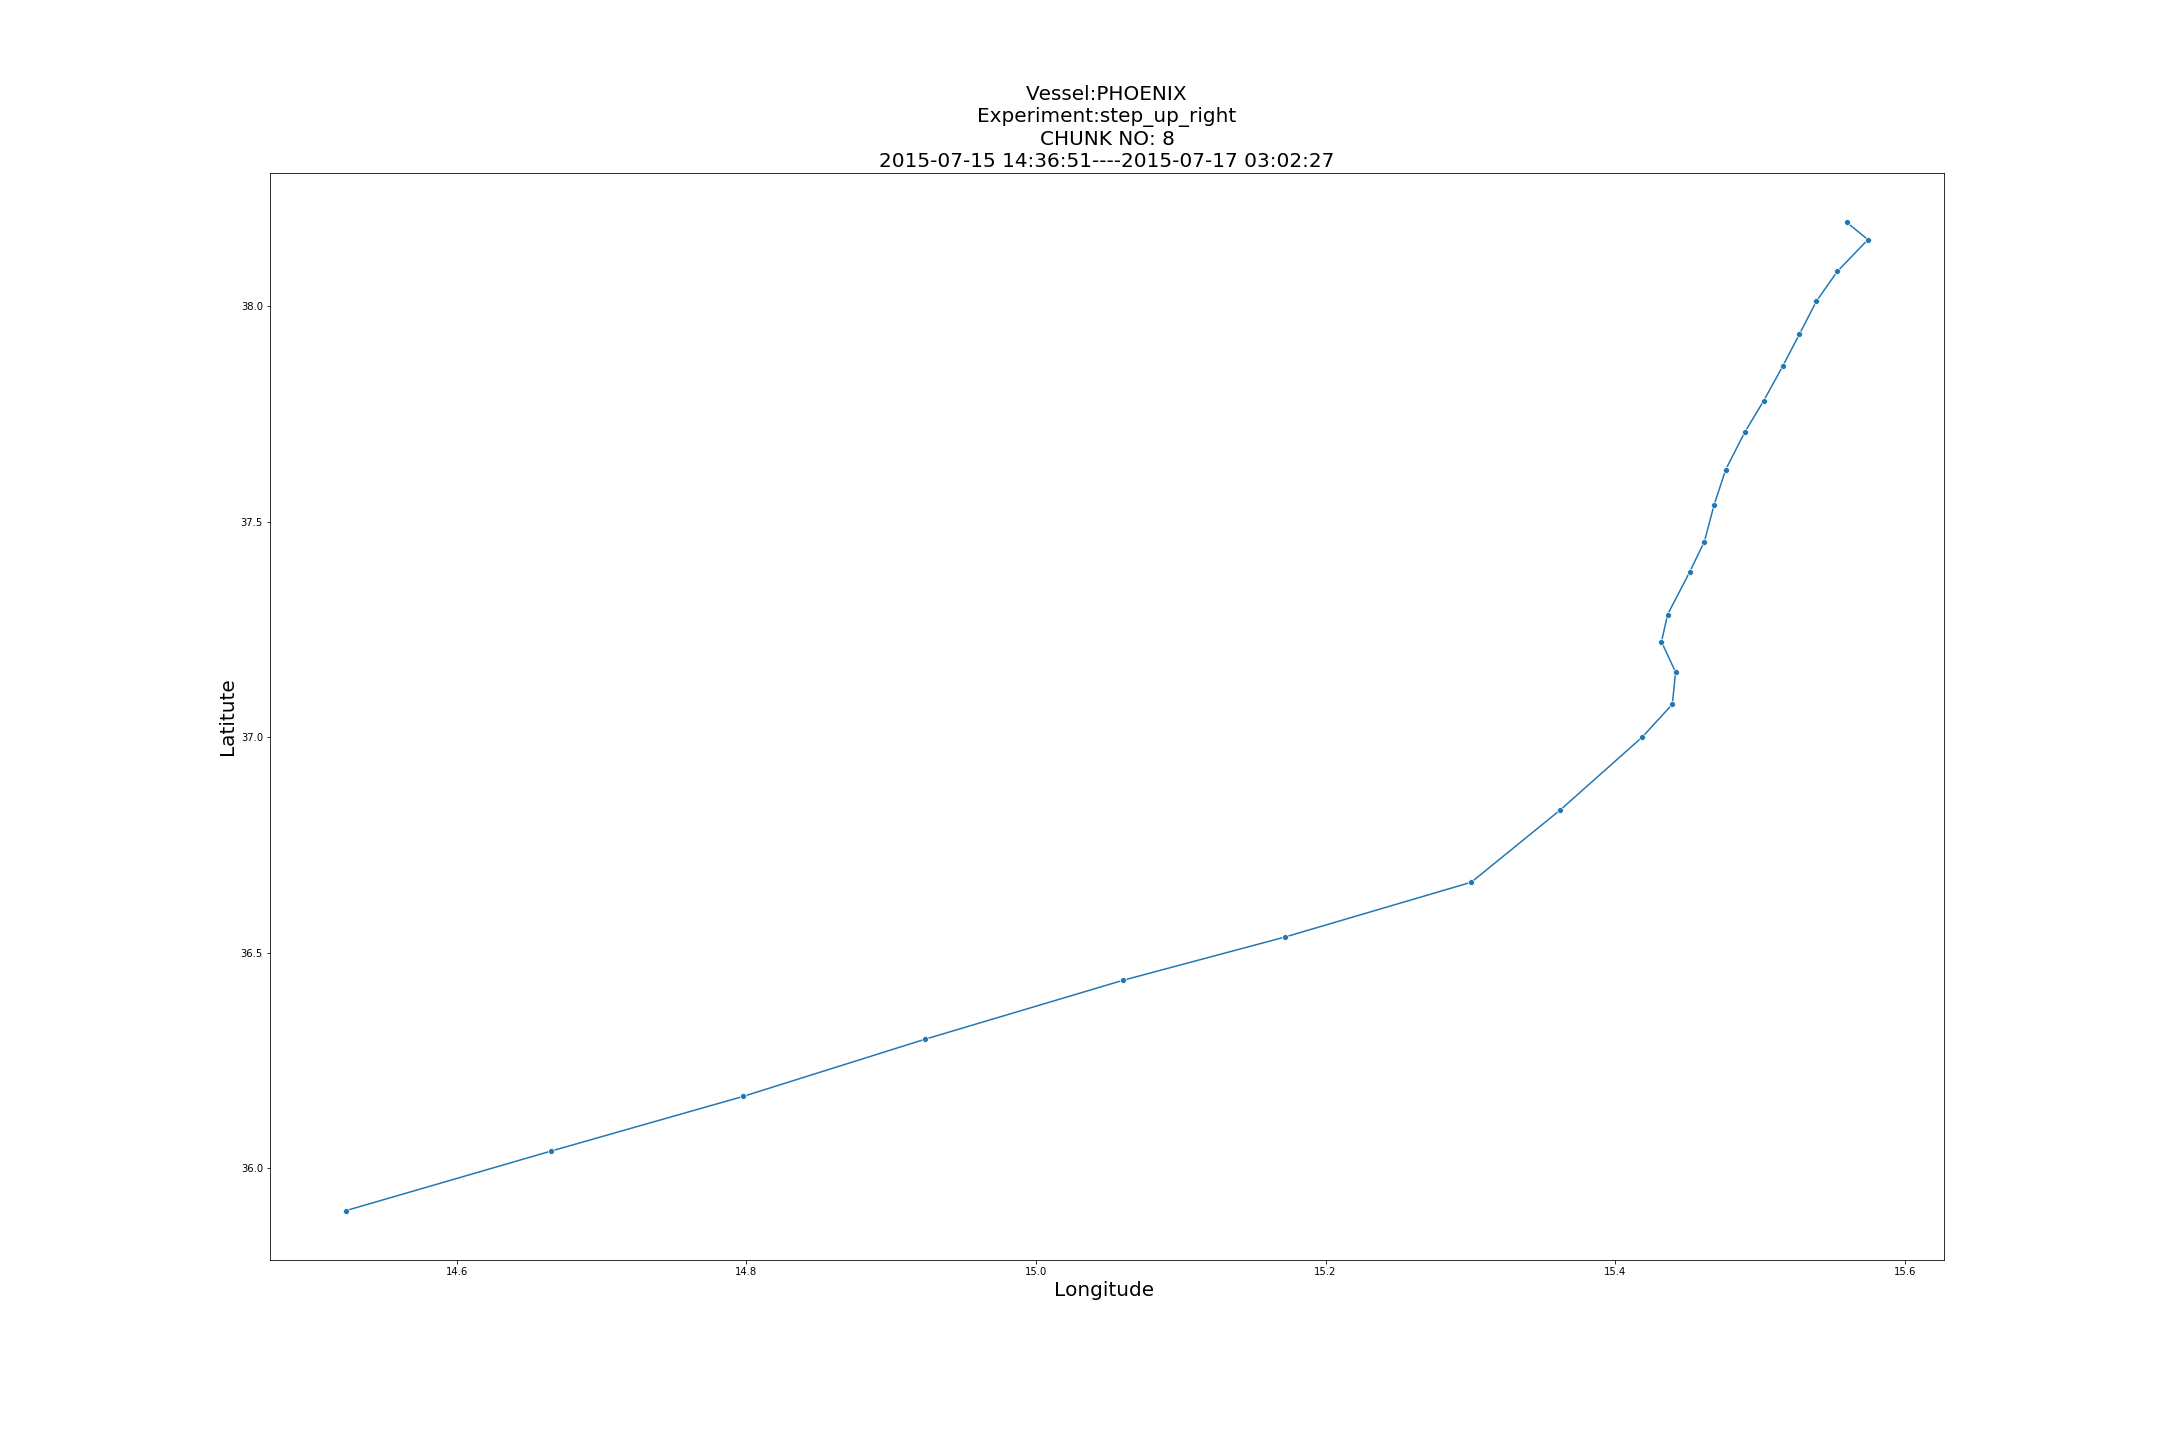 Vessel:PHOENIX
Experiment:step_up_right
CHUNK NO: 8
2015-07-15 14:36:51----2015-07-17 03:02:27
38.0
37.5
37.0
36.5
36.0
Latitute
14.6 14.8 15.0 15.2 15.4 15.6
Longitude